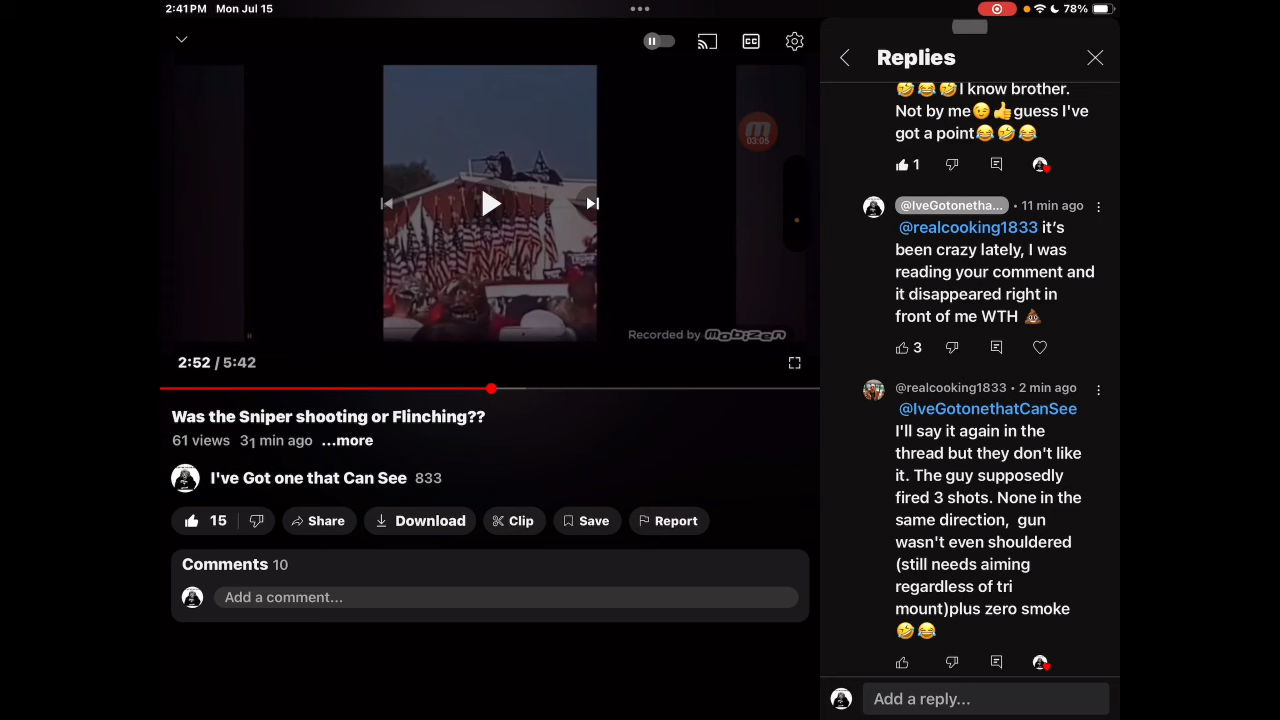 2:41 PM Mon Jul 15
78%
CC
03:05
Recorded by mobizen
2:52 / 5:42
Was the Sniper shooting or Flinching??
61 views 31 min ago ...more
I've Got one that Can See 833
15
Share
Download
Clip
Save
Report
Comments 10
Add a comment...
Replies
🤣😂🤣I know brother.
Not by me😉👍guess I've
got a point😂🤣😂
1
@IveGotonetha... • 11 min ago
@realcooking1833 it’s
been crazy lately, I was
reading your comment and
it disappeared right in
front of me WTH 💩
3
@realcooking1833 • 2 min ago
@IveGotonethatCanSee
I'll say it again in the
thread but they don't like
it. The guy supposedly
fired 3 shots. None in the
same direction, gun
wasn't even shouldered
(still needs aiming
regardless of tri
mount)plus zero smoke
🤣😂
Add a reply...